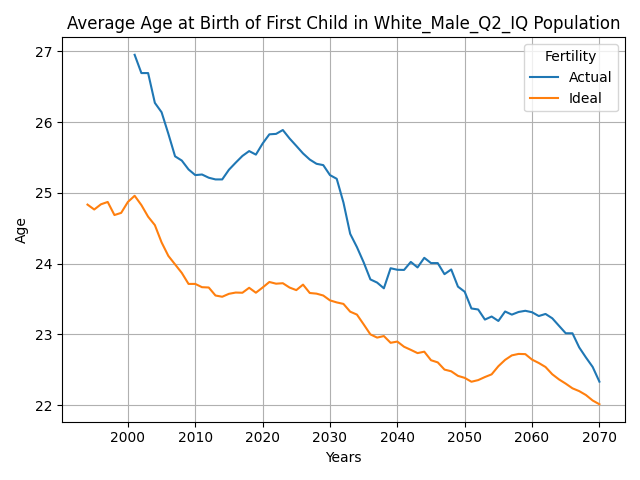 Average Age at Birth of First Child in White_Male_Q2_IQ Population
Fertility
Actual
Ideal
27
26
25
24
23
22
Age
2000 2010 2020 2030 2040 2050 2060 2070
Years